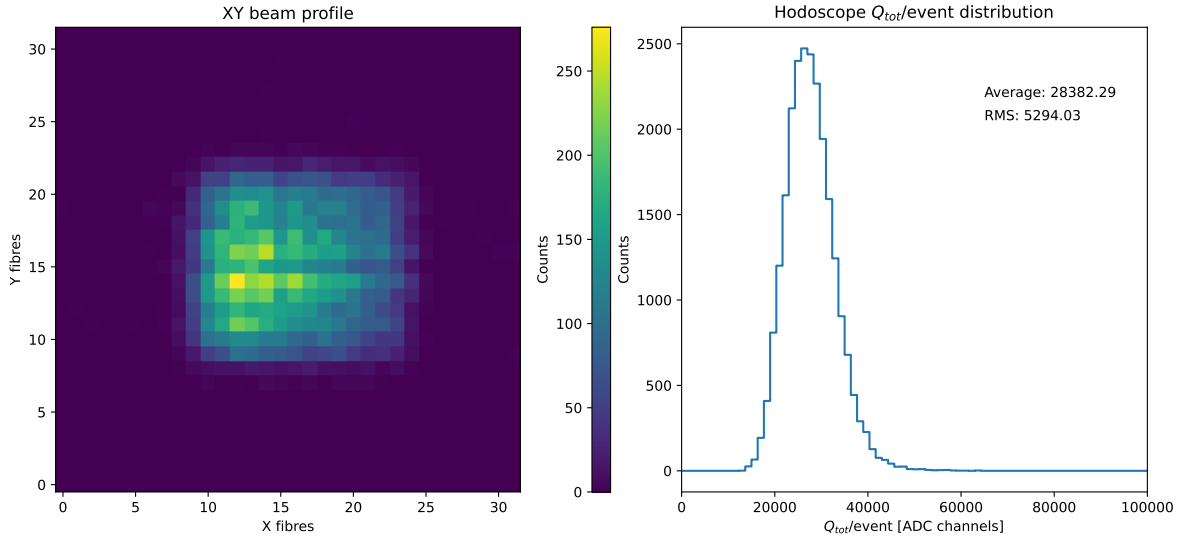 XY beam profile
30
25
20
15
10
5
0
Y fibres
0 5 10 15 20 25 30
X fibres
250
200
150
100
50
0
Counts
Hodoscope Qtot/event distribution
2500
2000
1500
1000
500
0
Counts
Average: 28382.29
RMS: 5294.03
0 20000 40000 60000 80000 100000
Qtot/event [ADC channels]